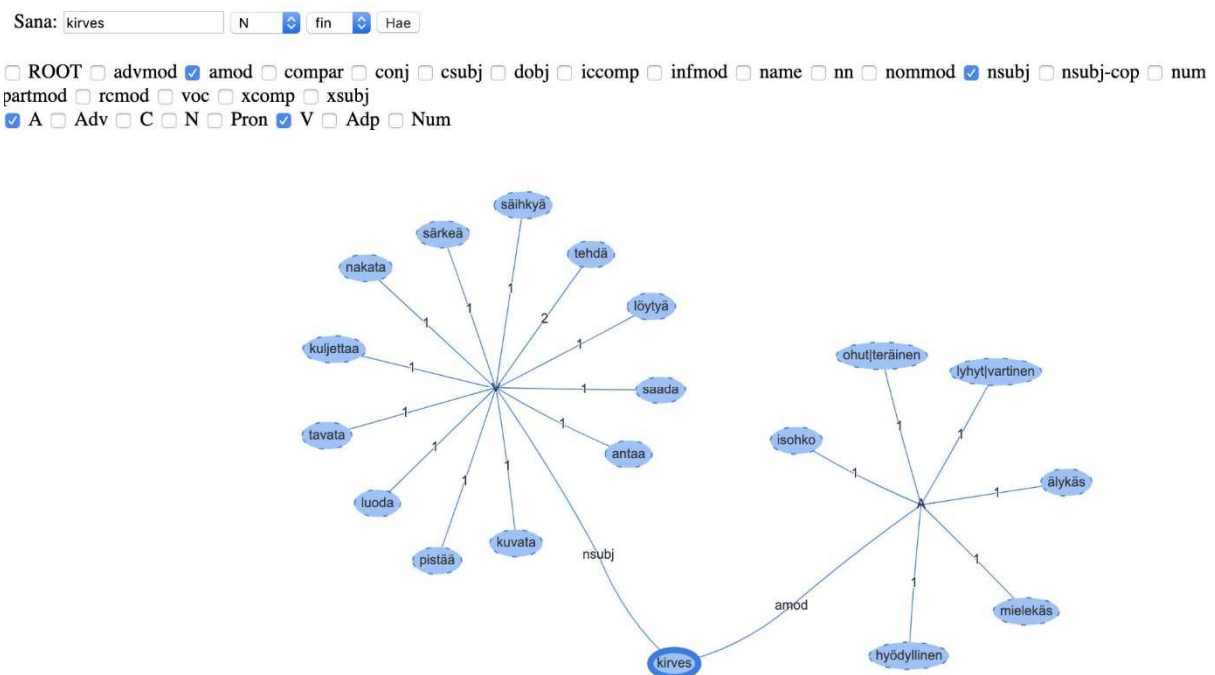 Sana: kirves N fin Hae
ROOT advmod amod compar conj csubj dobj iccomp infmod name nn nommod nsubj nsubj-cop num
partmod rcmod voc xcomp xsubj
A Adv C N Pron V Adp Num
säihkyä
särkeä
tehdä
nakata
1
löytyä
1
2
1
kuljettaa
1
ohut|teräinen
lyhyt|vartinen
1
V
1
saada
1
1
tavata
1
1
antaa
isohko
1
1
1
1
1
älykäs
luoda
A
kuvata
pistää
nsubj
1
1
amod
mielekäs
hyödyllinen
kirves